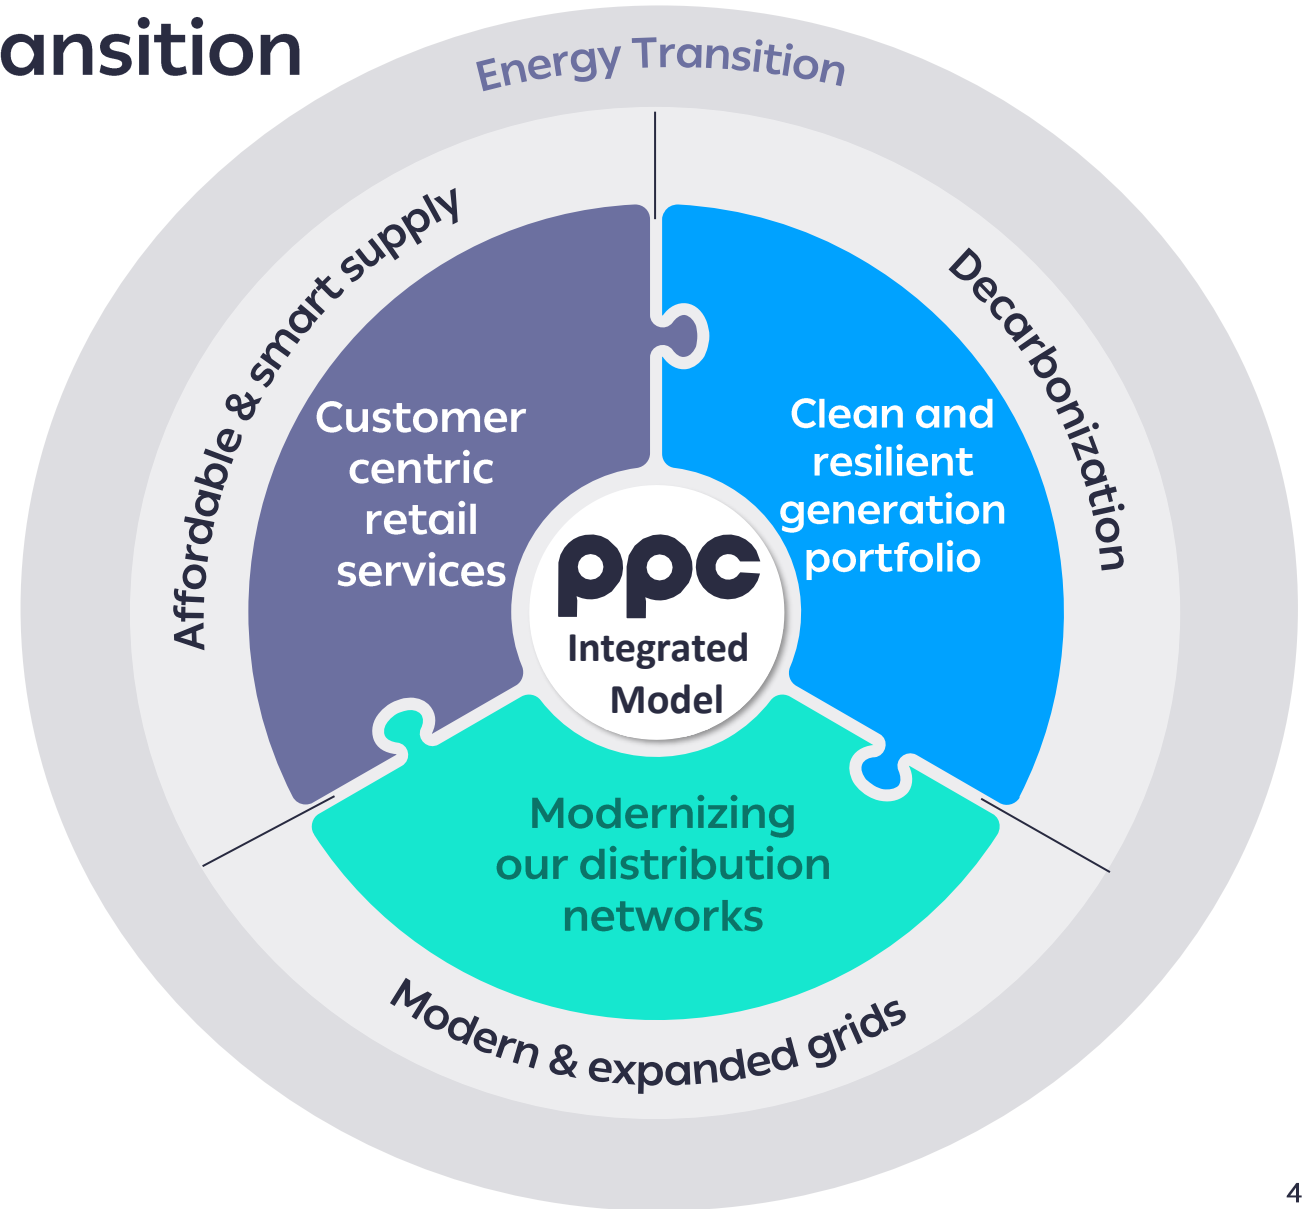 ansition
Energy Transition
Affordable & smart supply
Decarbonization
Customer
centric
retail
services
Clean and
resilient
generation
portfolio
ppc
Integrated
Model
Modernizing
our distribution
networks
Modern & expanded grids
4